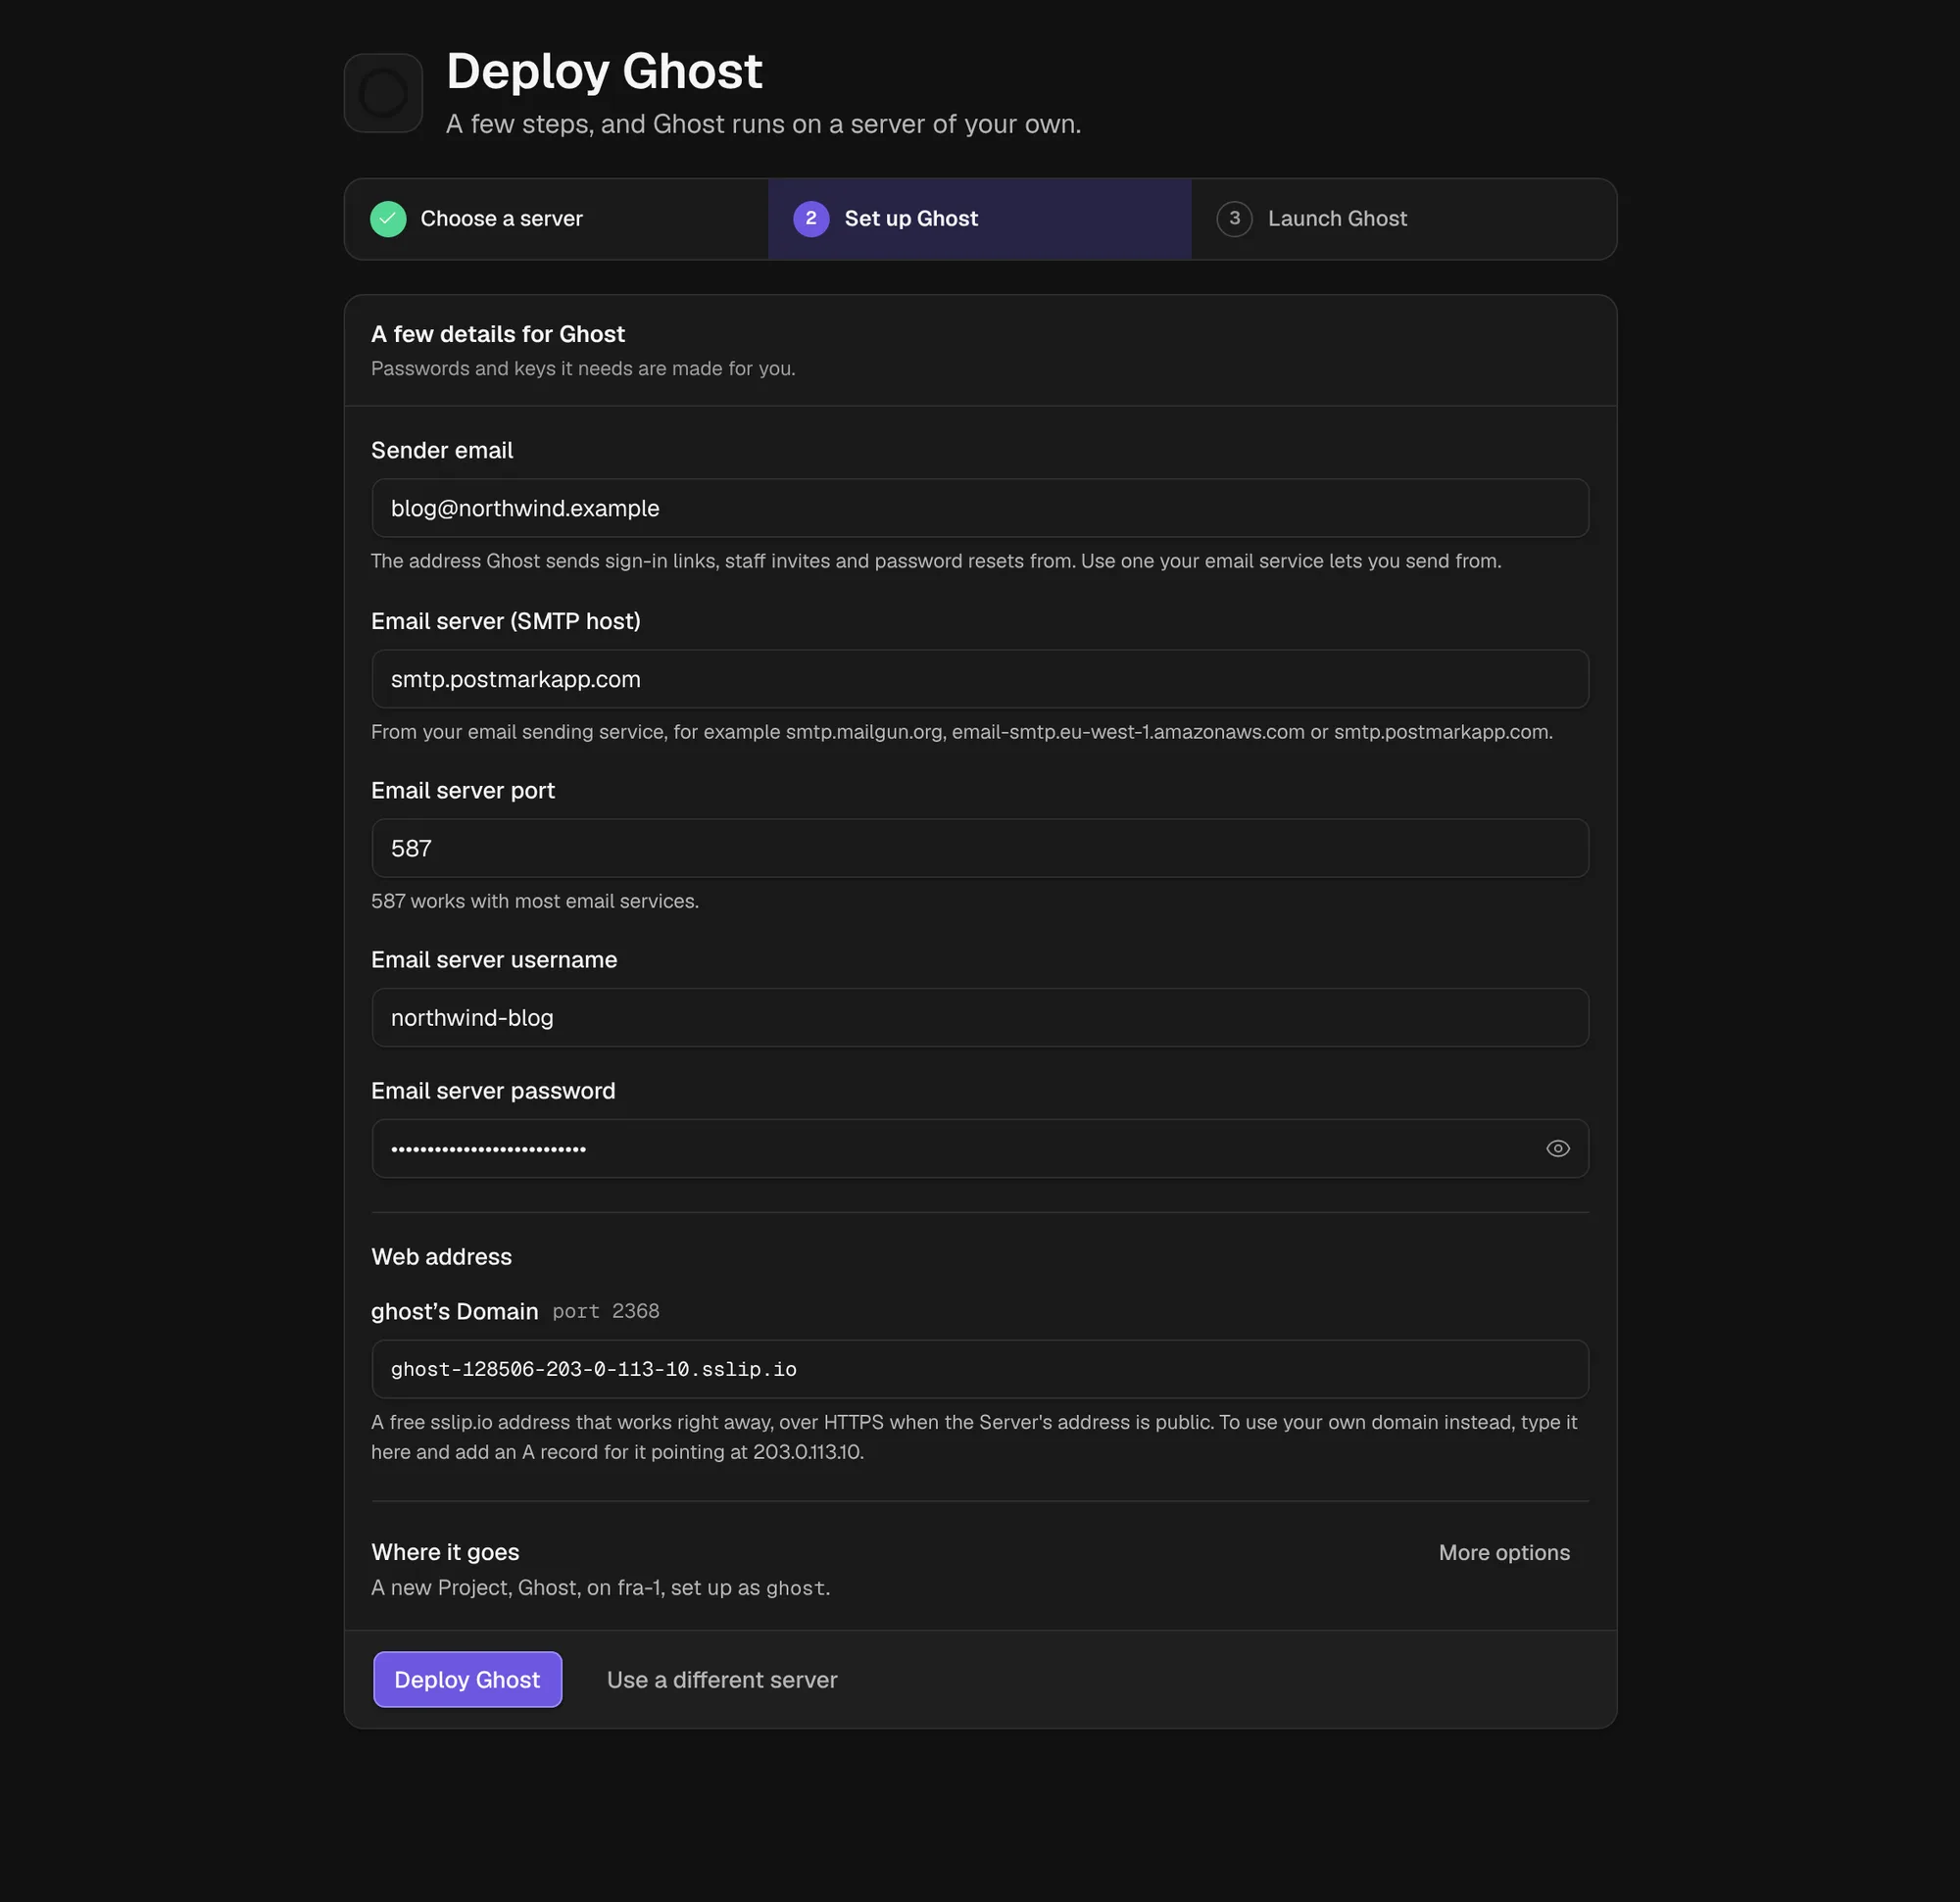 Deploy Ghost
A few steps, and Ghost runs on a server of your own.
Choose a server
2 Set up Ghost
3 Launch Ghost
A few details for Ghost
Passwords and keys it needs are made for you.
Sender email
blog@northwind.example
The address Ghost sends sign-in links, staff invites and password resets from. Use one your email service lets you send from.
Email server (SMTP host)
smtp.postmarkapp.com
From your email sending service, for example smtp.mailgun.org, email-smtp.eu-west-1.amazonaws.com or smtp.postmarkapp.com.
Email server port
587
587 works with most email services.
Email server username
northwind-blog
Email server password
•••••••••••••••••••••••••••
Web address
ghost’s Domain port 2368
ghost-128506-203-0-113-10.sslip.io
A free sslip.io address that works right away, over HTTPS when the Server's address is public. To use your own domain instead, type it
here and add an A record for it pointing at 203.0.113.10.
Where it goes
More options
A new Project, Ghost, on fra-1, set up as ghost.
Deploy Ghost
Use a different server